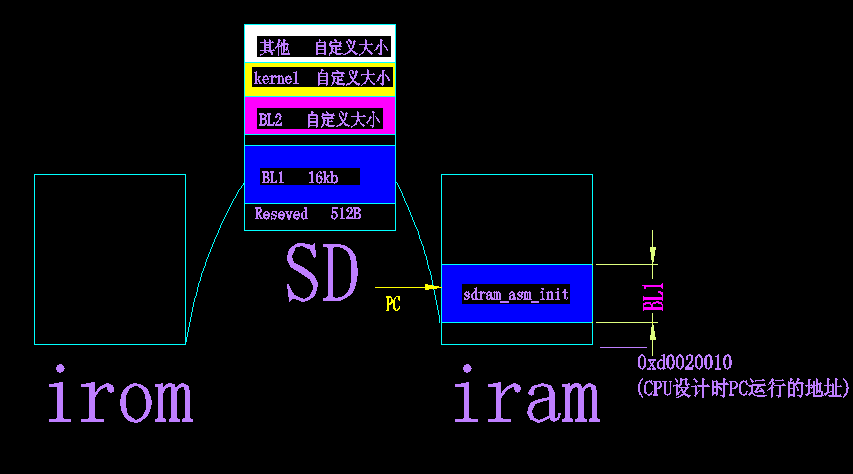 其他 自定义大小
kernel 自定义大小
BL2 自定义大小
BL1 16kb
Reseved 512B
SD
PC
sdram_asm_init
BL1
0xd0020010
(CPU设计时PC运行的地址)
irom
iram